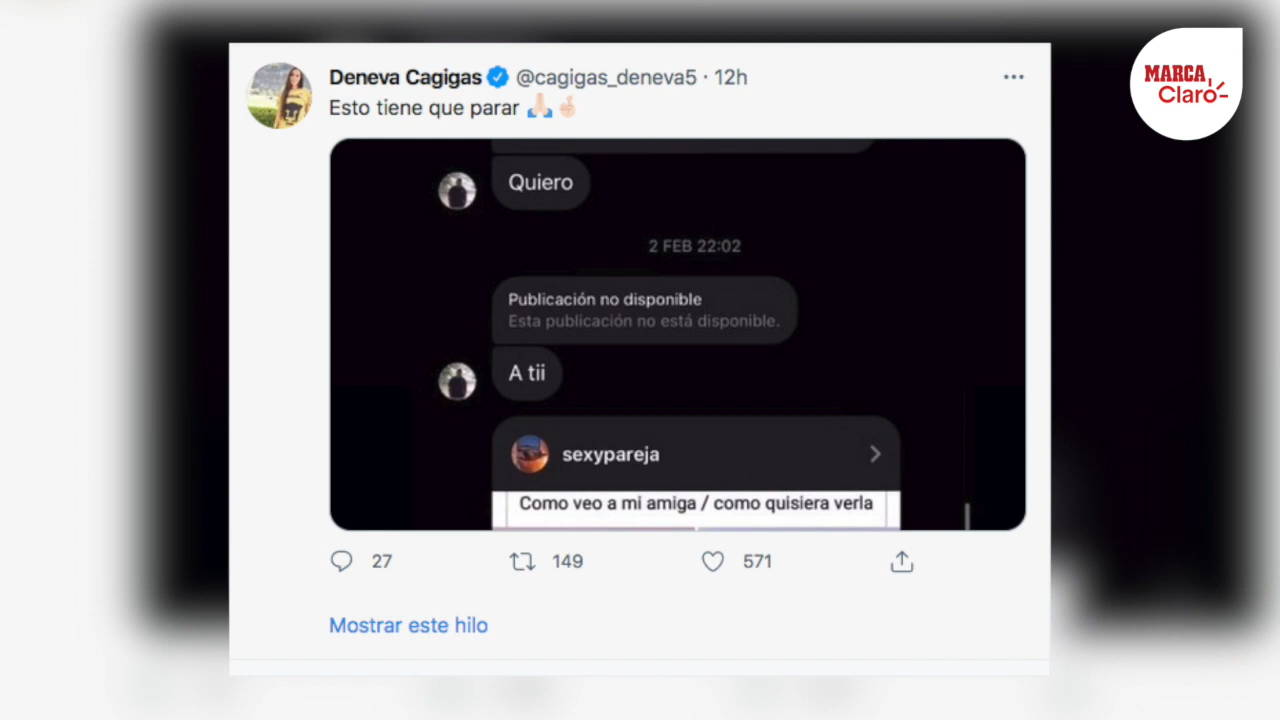 MARCA
Claro
Deneva Cagigas @cagigas_deneva5 · 12h
Esto tiene que parar 🙏🏻🤞🏻
Quiero
2 FEB 22:02
Publicación no disponible
Esta publicación no está disponible.
A tii
sexypareja
Como veo a mi amiga / como quisiera verla
27 149 571
Mostrar este hilo